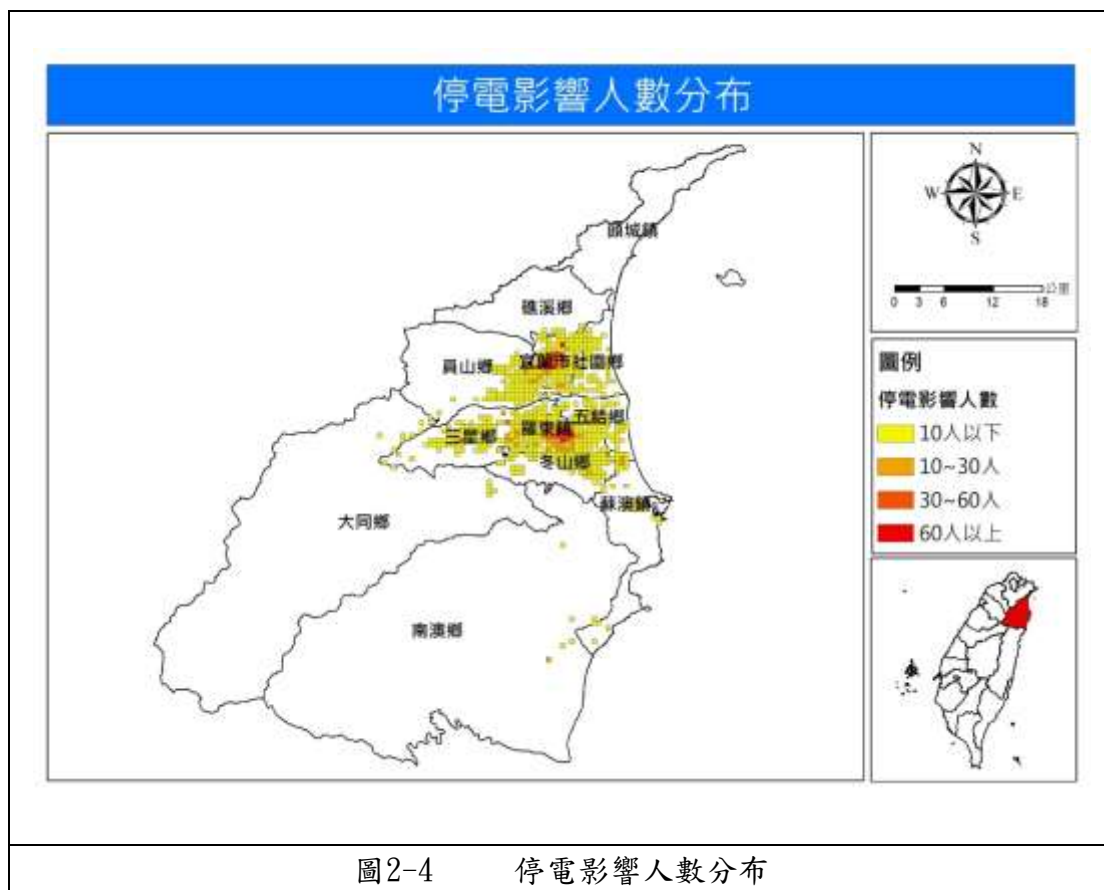 停電影響人數分布
N
W
E
S
0 3 6 12 18 公里
頭城鎮
礁溪鄉
員山鄉
宜蘭市
壯圍鄉
五結鄉
羅東鎮
三星鄉
冬山鄉
蘇澳鎮
大同鄉
南澳鄉
圖例
停電影響人數
10人以下
10~30人
30~60人
60人以上
圖2-4 停電影響人數分布